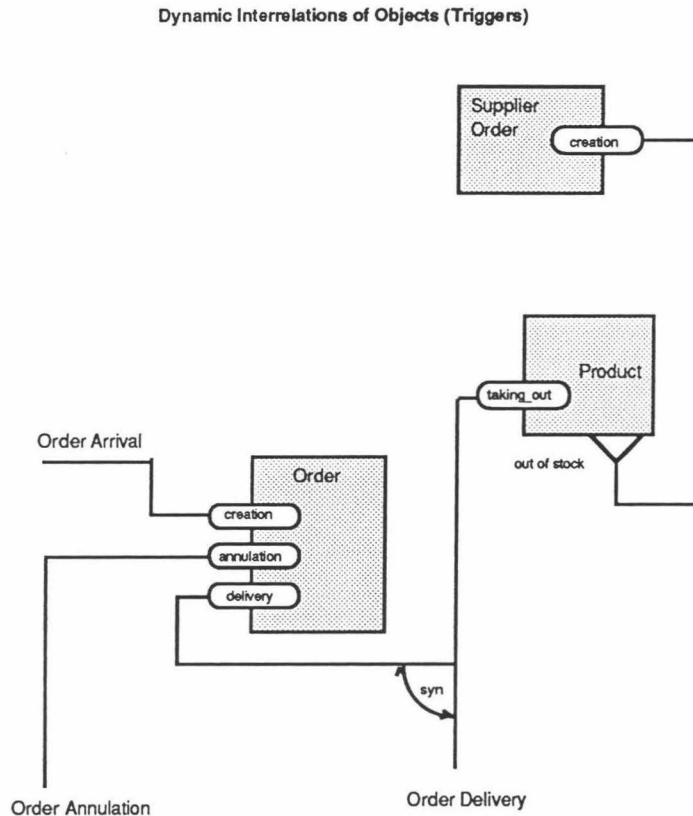 Dynamic Interrelations of Objects (Triggers)
Supplier
Order
creation
Product
taking_out
out of stock
Order Arrival
Order
creation
annulation
delivery
syn
Order Annulation
Order Delivery